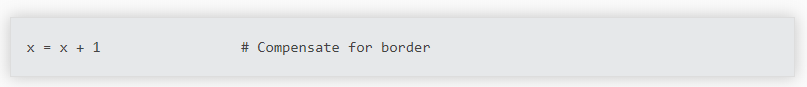 x = x + 1                 # Compensate for border